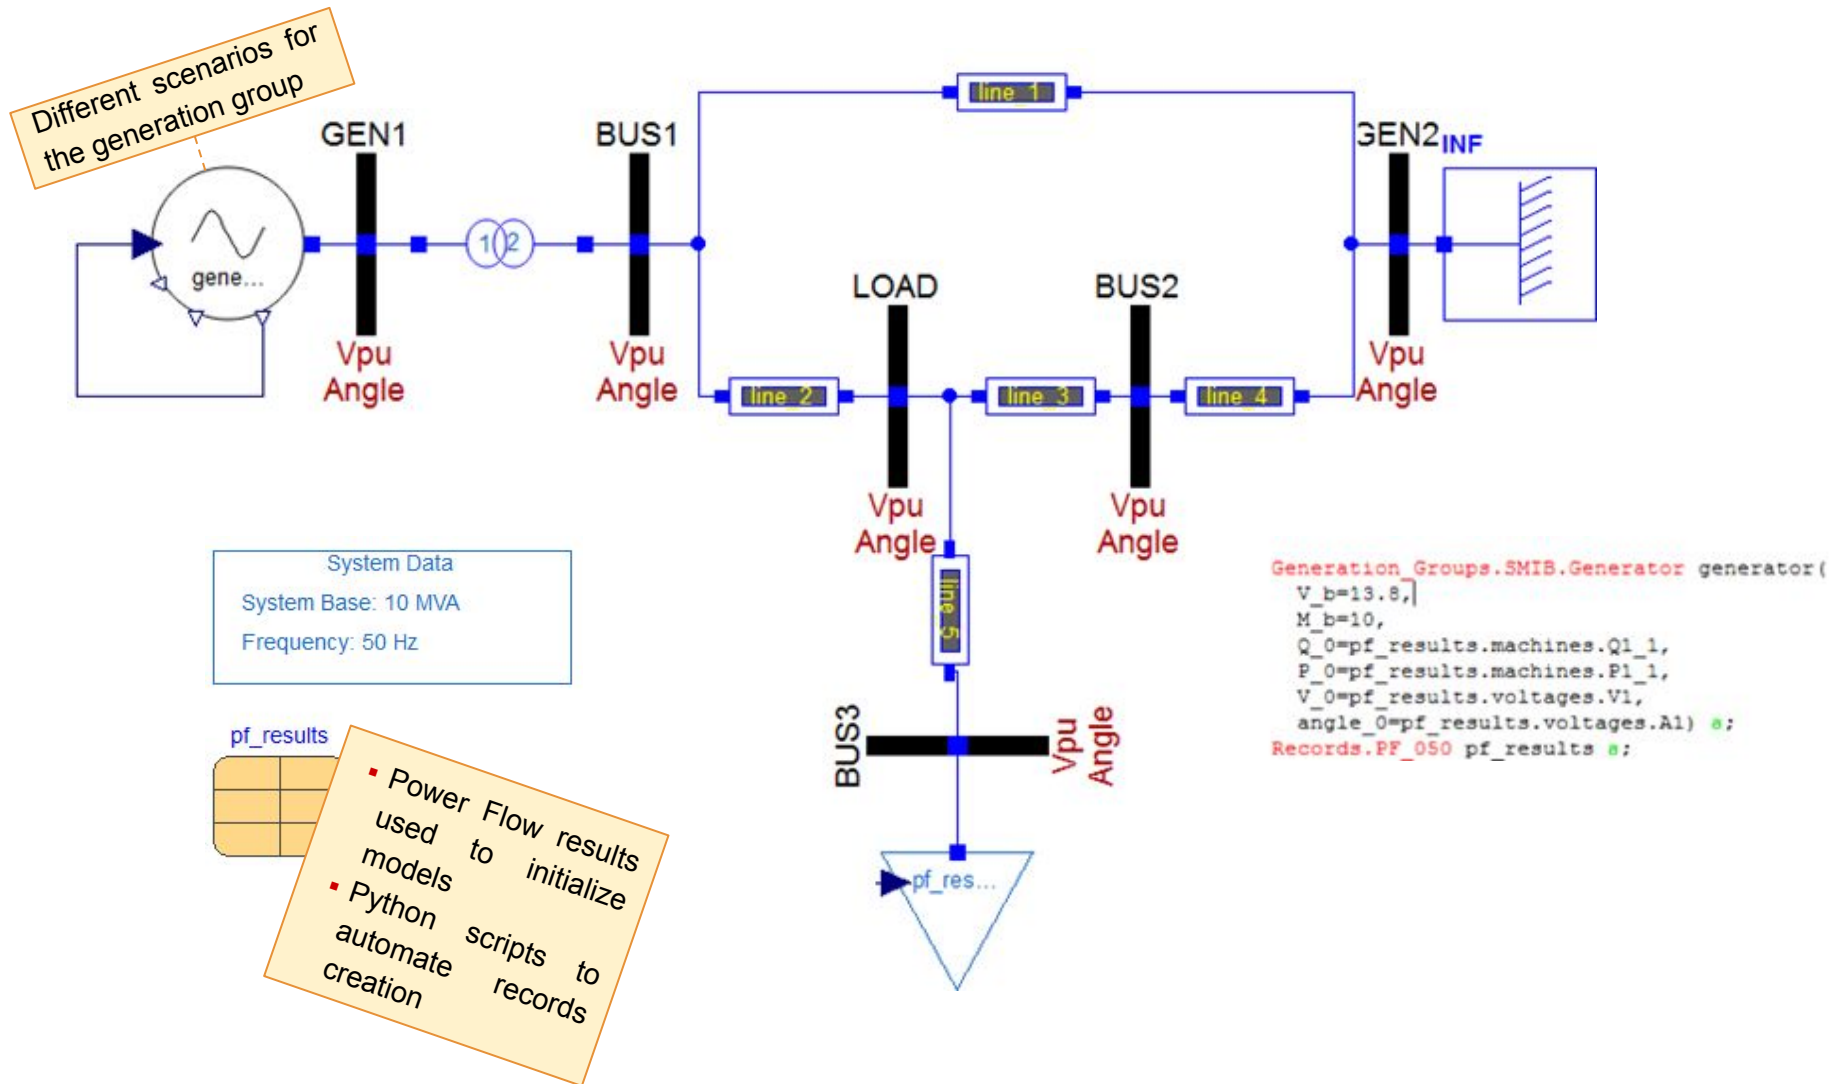 Different scenarios for
the generation group
GEN1
BUS1
line_1
GEN2
INF
gene...
1
2
LOAD
BUS2
Vpu
Angle
Vpu
Angle
Vpu
Angle
line_2
line_3
line_4
Vpu
Angle
Vpu
Angle
System Data
System Base: 10 MVA
Frequency: 50 Hz
line_5
Generation_Groups.SMIB.Generator generator(
V_b=13.8,
M_b=10,
Q_0=pf_results.machines.Q1_1,
P_0=pf_results.machines.P1_1,
V_0=pf_results.voltages.V1,
angle_0=pf_results.voltages.A1) a;
Records.PF_050 pf_results a;
pf_results
BUS3
Vpu
Angle
▪ Power Flow results
used to initialize
models
▪ Python scripts to
automate records
creation
pf_res...